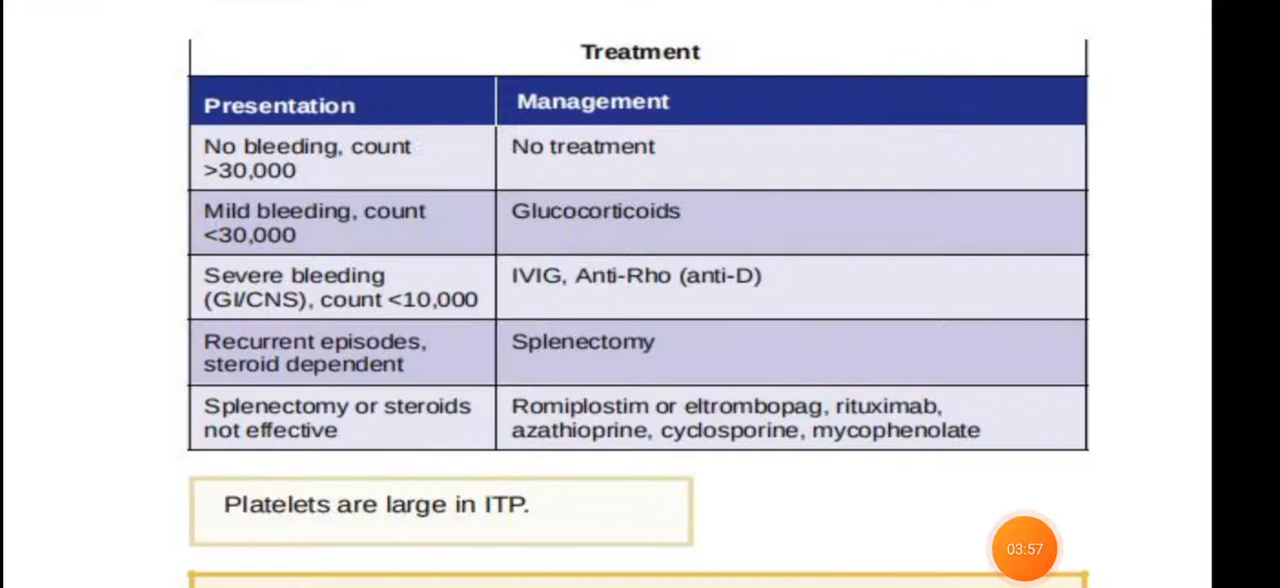 Treatment
Presentation
Management
No bleeding, count
>30,000
No treatment
Mild bleeding, count
<30,000
Glucocorticoids
Severe bleeding
(GI/CNS), count <10,000
IVIG, Anti-Rho (anti-D)
Recurrent episodes,
steroid dependent
Splenectomy
Splenectomy or steroids
not effective
Romiplostim or eltrombopag, rituximab,
azathioprine, cyclosporine, mycophenolate
Platelets are large in ITP.
03:57